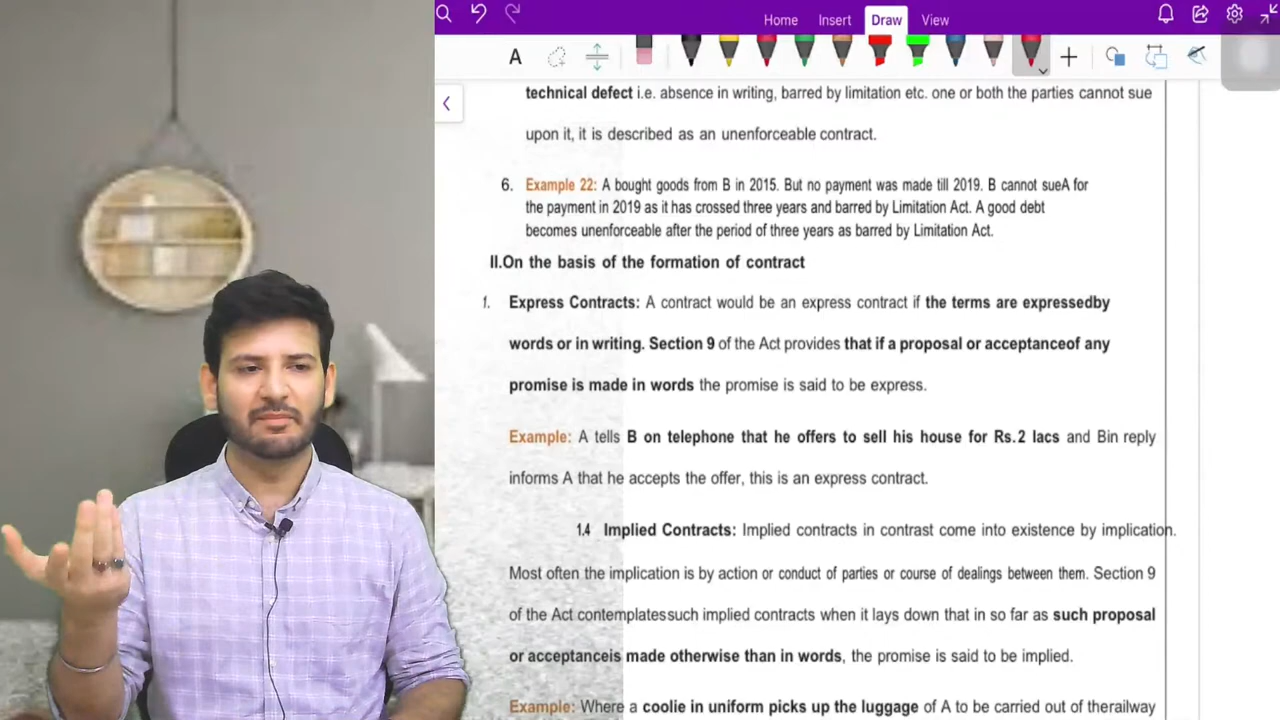 Home Insert Draw View
A
technical defect i.e. absence in writing, barred by limitation etc. one or both the parties cannot sue
upon it, it is described as an unenforceable contract.
6. Example 22: A bought goods from B in 2015. But no payment was made till 2019. B cannot sueA for
the payment in 2019 as it has crossed three years and barred by Limitation Act. A good debt
becomes unenforceable after the period of three years as barred by Limitation Act.
II.On the basis of the formation of contract
1. Express Contracts: A contract would be an express contract if the terms are expressedby
words or in writing. Section 9 of the Act provides that if a proposal or acceptanceof any
promise is made in words the promise is said to be express.
Example: A tells B on telephone that he offers to sell his house for Rs.2 lacs and Bin reply
informs A that he accepts the offer, this is an express contract.
1.4 Implied Contracts: Implied contracts in contrast come into existence by implication.
Most often the implication is by action or conduct of parties or course of dealings between them. Section 9
of the Act contemplatessuch implied contracts when it lays down that in so far as such proposal
or acceptanceis made otherwise than in words, the promise is said to be implied.
Example: Where a coolie in uniform picks up the luggage of A to be carried out of therailway